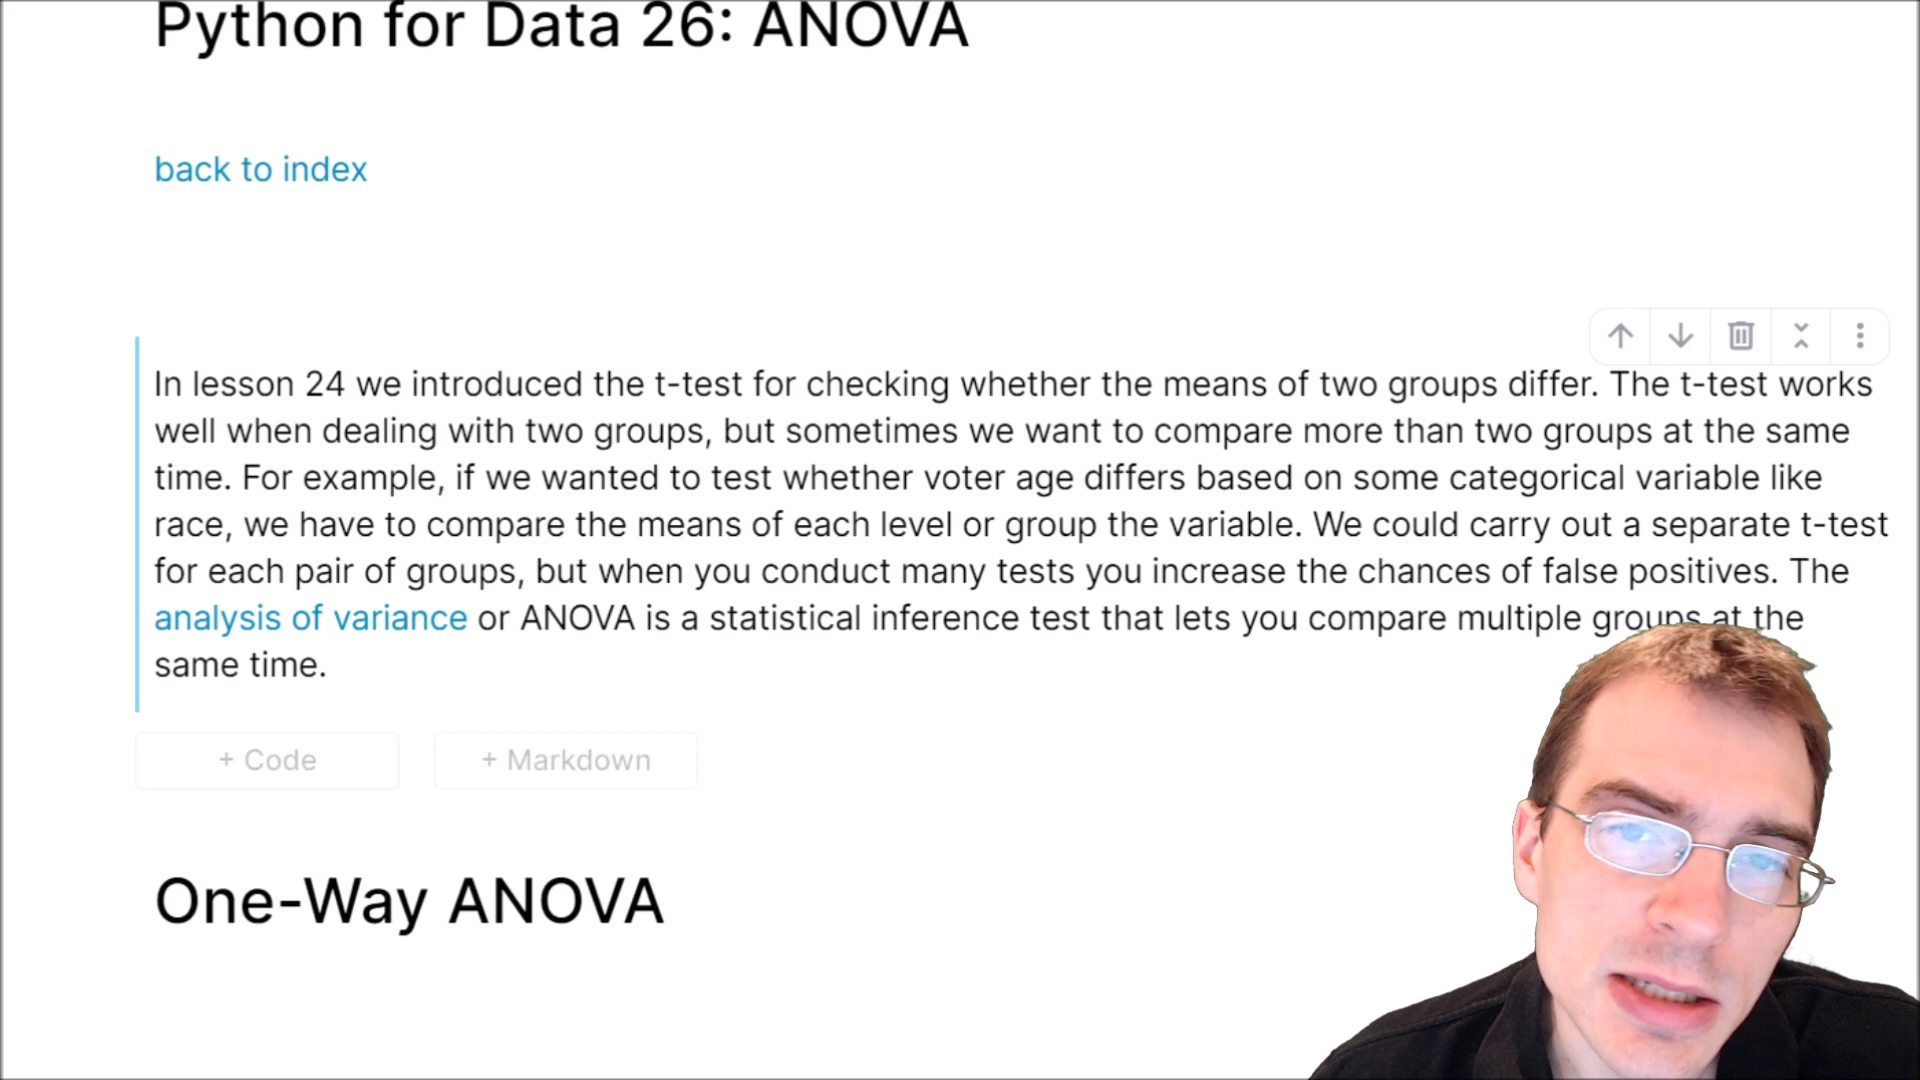 Python for Data 26: ANOVA
back to index
In lesson 24 we introduced the t-test for checking whether the means of two groups differ. The t-test works
well when dealing with two groups, but sometimes we want to compare more than two groups at the same
time. For example, if we wanted to test whether voter age differs based on some categorical variable like
race, we have to compare the means of each level or group the variable. We could carry out a separate t-test
for each pair of groups, but when you conduct many tests you increase the chances of false positives. The
analysis of variance or ANOVA is a statistical inference test that lets you compare multiple groups at the
same time.
+ Code
+ Markdown
One-Way ANOVA